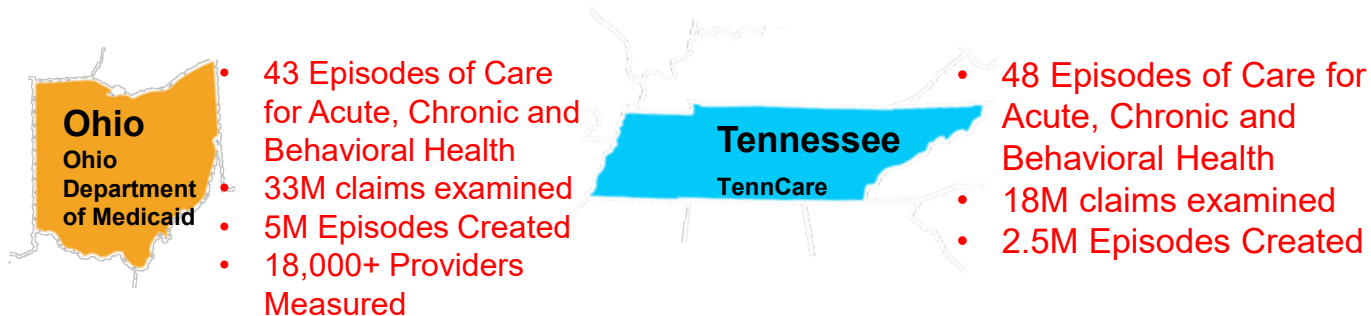 Ohio
Ohio
Department
of Medicaid
• 43 Episodes of Care
for Acute, Chronic and
Behavioral Health
• 33M claims examined
• 5M Episodes Created
• 18,000+ Providers
Measured
Tennessee
TennCare
• 48 Episodes of Care for
Acute, Chronic and
Behavioral Health
• 18M claims examined
• 2.5M Episodes Created